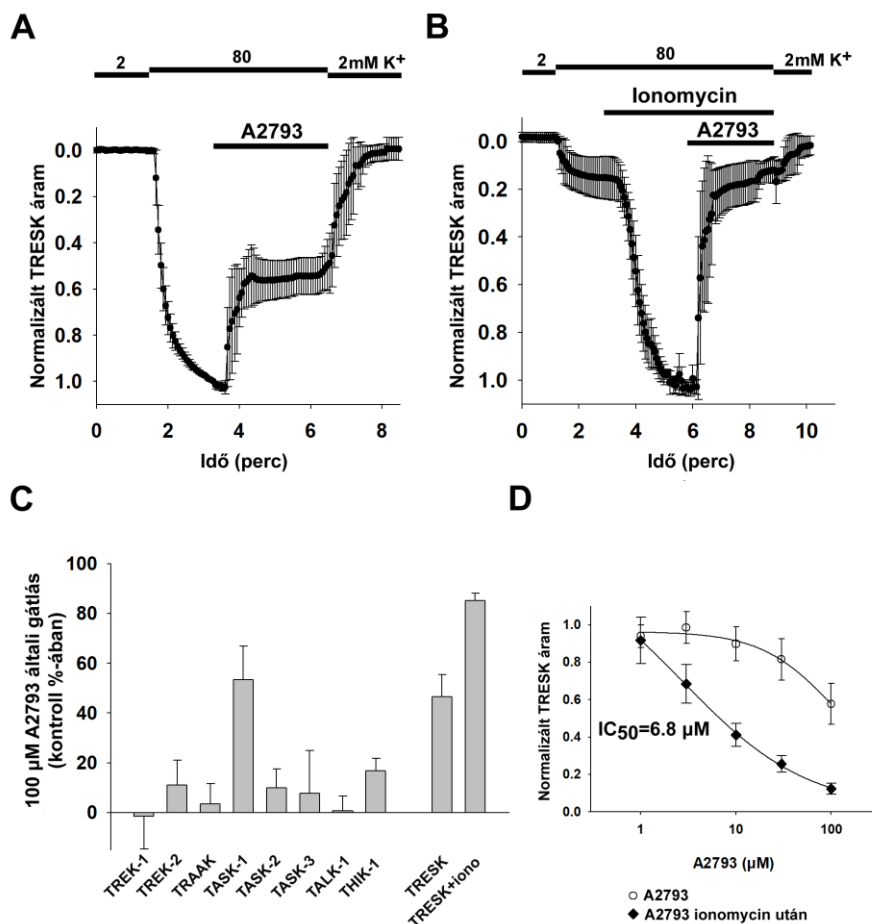 A
2
80
2mM K+
A2793
Normalizált TRESK áram
0.0
0.2
0.4
0.6
0.8
1.0
0
2
4
6
8
Idő (perc)
B
2
80
2mM K+
Ionomycin
A2793
Normalizált TRESK áram
0.0
0.2
0.4
0.6
0.8
1.0
0
2
4
6
8
10
Idő (perc)
C
100 µM A2793 általi gátlás
(kontroll %-ában)
100
80
60
40
20
0
TREK-1
TREK-2
TRAAK
TASK-1
TASK-2
TASK-3
TALK-1
THIK-1
TRESK
TRESK+iono
D
Normalizált TRESK áram
1.0
0.8
0.6
0.4
0.2
0.0
IC50=6.8 µM
1
10
100
A2793 (µM)
A2793
A2793 ionomycin után